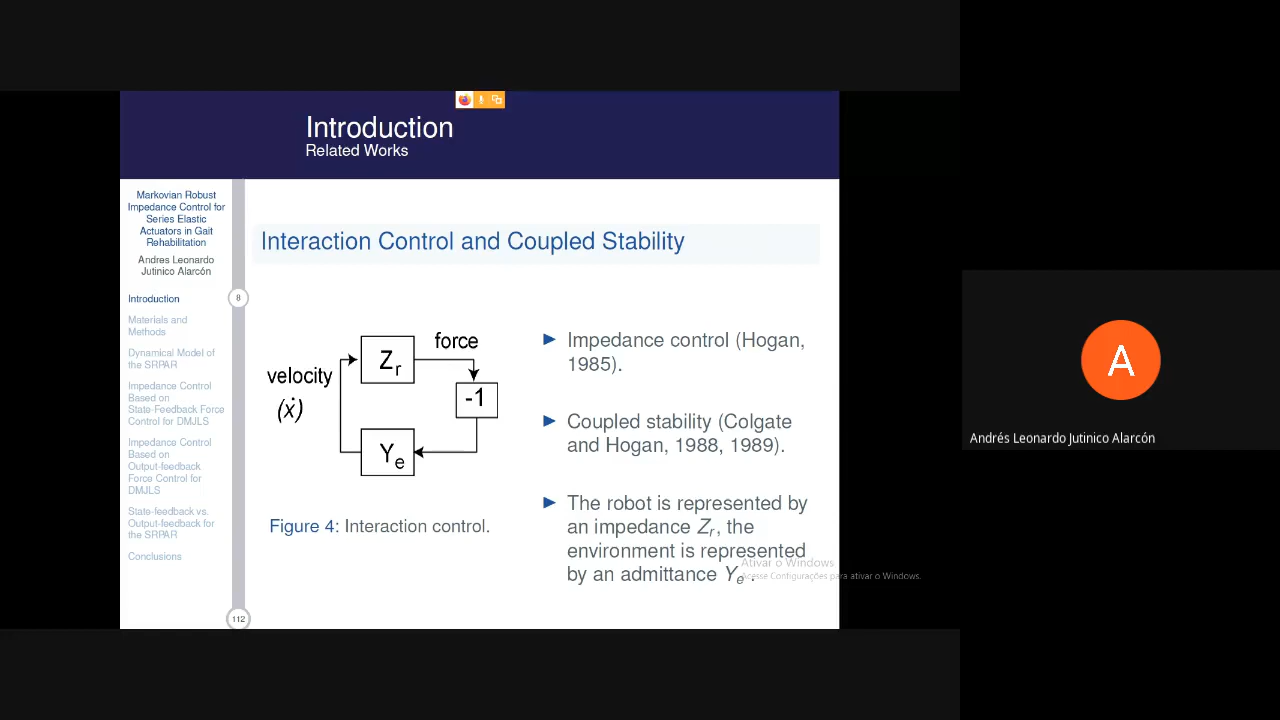 Introduction
Related Works
Markovian Robust
Impedance Control for
Series Elastic
Actuators in Gait
Rehabilitation
Andres Leonardo
Jutinico Alarcón
Introduction
8
Materials and
Methods
Dynamical Model of
the SRPAR
Impedance Control
Based on
State-Feedback Force
Control for DMJLS
Impedance Control
Based on
Output-feedback
Force Control for
DMJLS
State-feedback vs.
Output-feedback for
the SRPAR
Conclusions
112
Interaction Control and Coupled Stability
velocity
(ẋ)
Zr
force
-1
Ye
Figure 4: Interaction control.
Impedance control (Hogan,
1985).
Coupled stability (Colgate
and Hogan, 1988, 1989).
The robot is represented by
an impedance Zr, the
environment is represented
by an admittance Ye.
Ativar o Windows
Acesse Configurações para ativar o Windows.
A
Andrés Leonardo Jutinico Alarcón